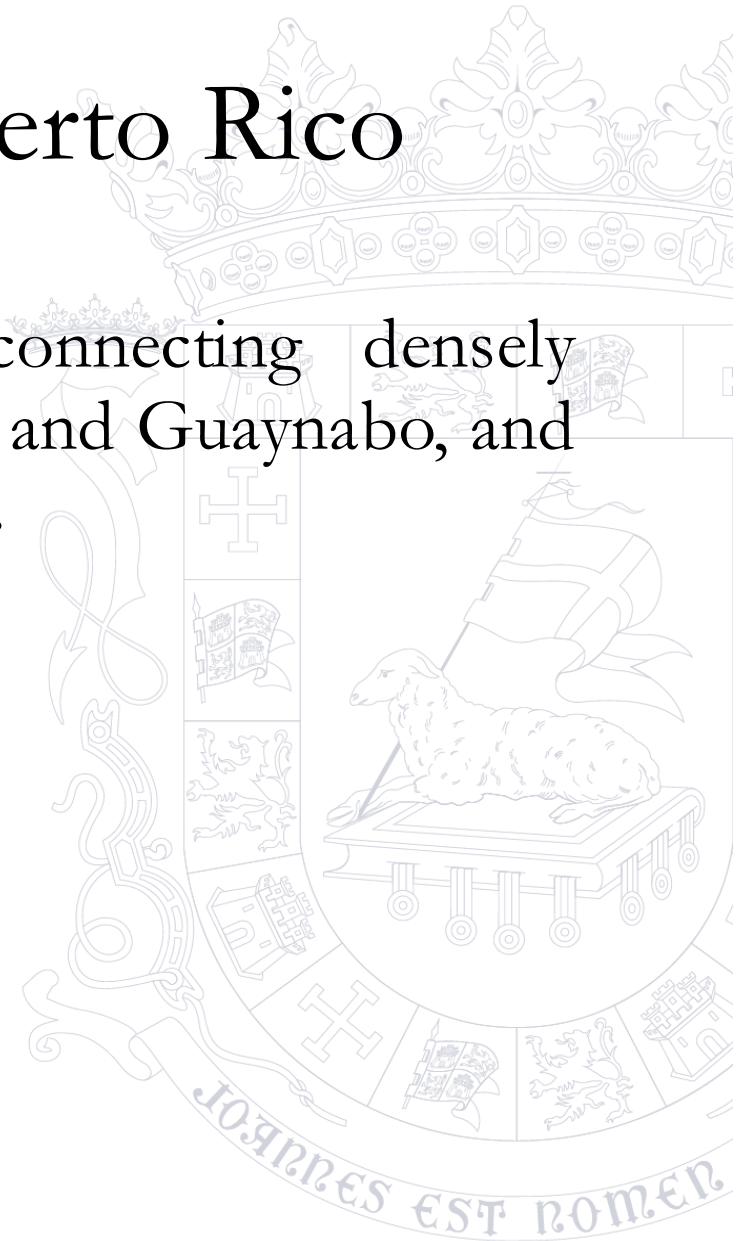 erto Rico
connecting densely
and Guaynabo, and
.
JOANNES EST NOMEN